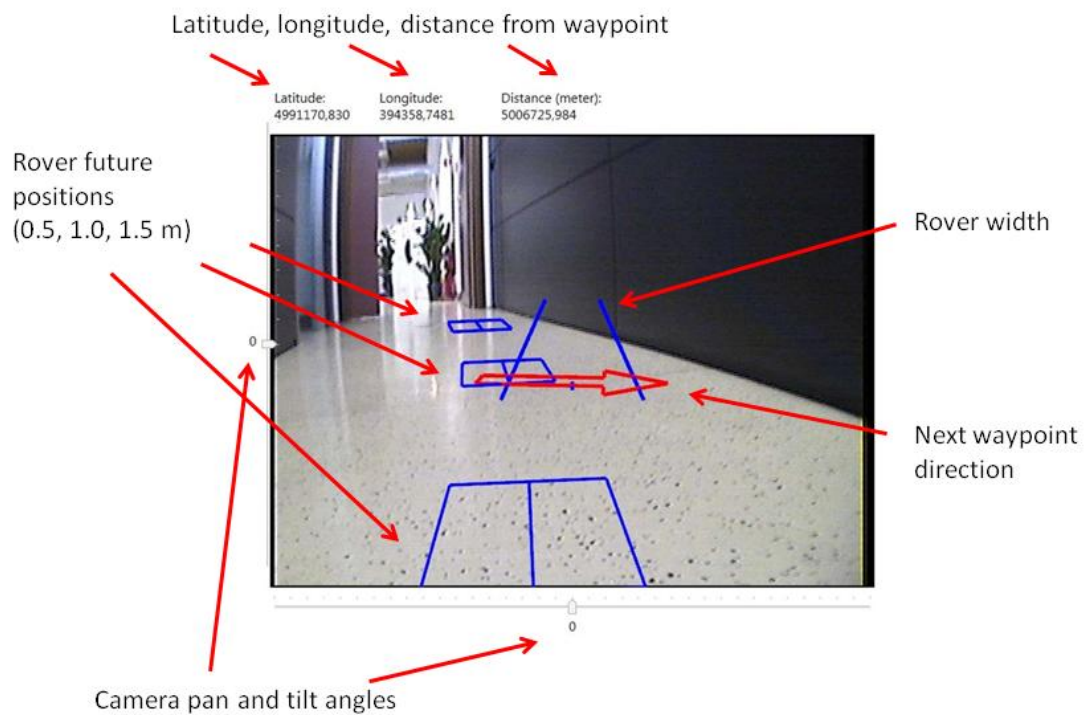 Latitude, longitude, distance from waypoint
Latitude: Longitude: Distance (meter):
4991170,830 394358,7481 5006725,984
Rover future
positions
(0.5, 1.0, 1.5 m)
Rover width
0
Next waypoint
direction
0
Camera pan and tilt angles